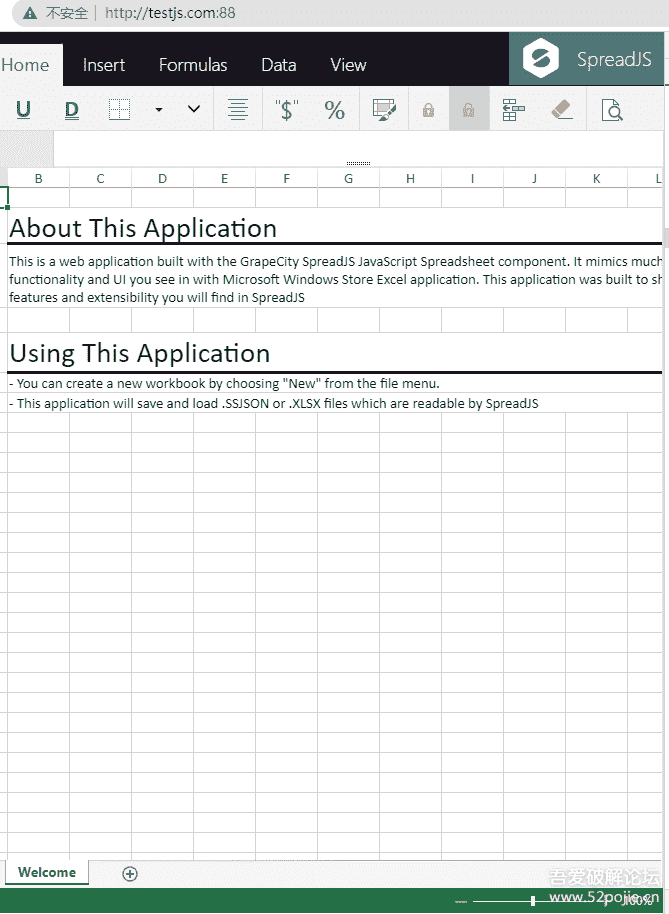 不安全 http://testjs.com:88
Home Insert Formulas Data View SpreadJS
U D "$" %
B C D E F G H I J K L
About This Application
This is a web application built with the GrapeCity SpreadJS JavaScript Spreadsheet component. It mimics much
functionality and UI you see in with Microsoft Windows Store Excel application. This application was built to sh
features and extensibility you will find in SpreadJS
Using This Application
- You can create a new workbook by choosing "New" from the file menu.
- This application will save and load .SSJSON or .XLSX files which are readable by SpreadJS
Welcome
吾爱破解论坛
www.52pojie.cn
100%